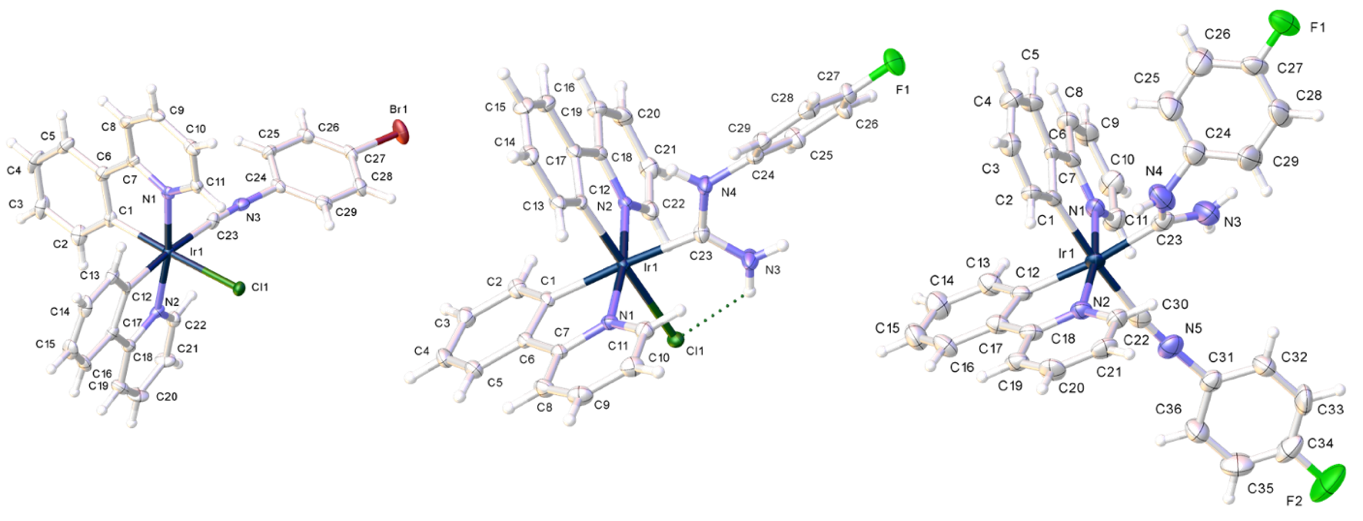 C9
C8
C10
Br1
C5
C25
C26
C6
C4
C7
C11
C24
C27
N1
C28
C3
C1
N3
C29
C2
C23
Ir1
C13
Cl1
C12
N2
C14
C17
C22
C15
C18
C21
C16
C19
C20
C16
C27
C15
C19
C20
C28
F1
C14
C29
C26
C17
C18
C21
C25
C12
N4
C24
C13
N2
C22
C23
Ir1
N3
C2
C1
C3
N1
C7
Cl1
C4
C6
C11
C10
C5
C8
C9
C26
F1
C5
C25
C27
C8
C4
C28
C9
C6
C24
C3
C10
C29
C7
N4
C2
N1
C1
C11
N3
C23
Ir1
C13
C14
C12
N2
C30
C15
C22
N5
C17
C18
C31
C32
C16
C21
C19
C20
C36
C33
C34
C35
F2